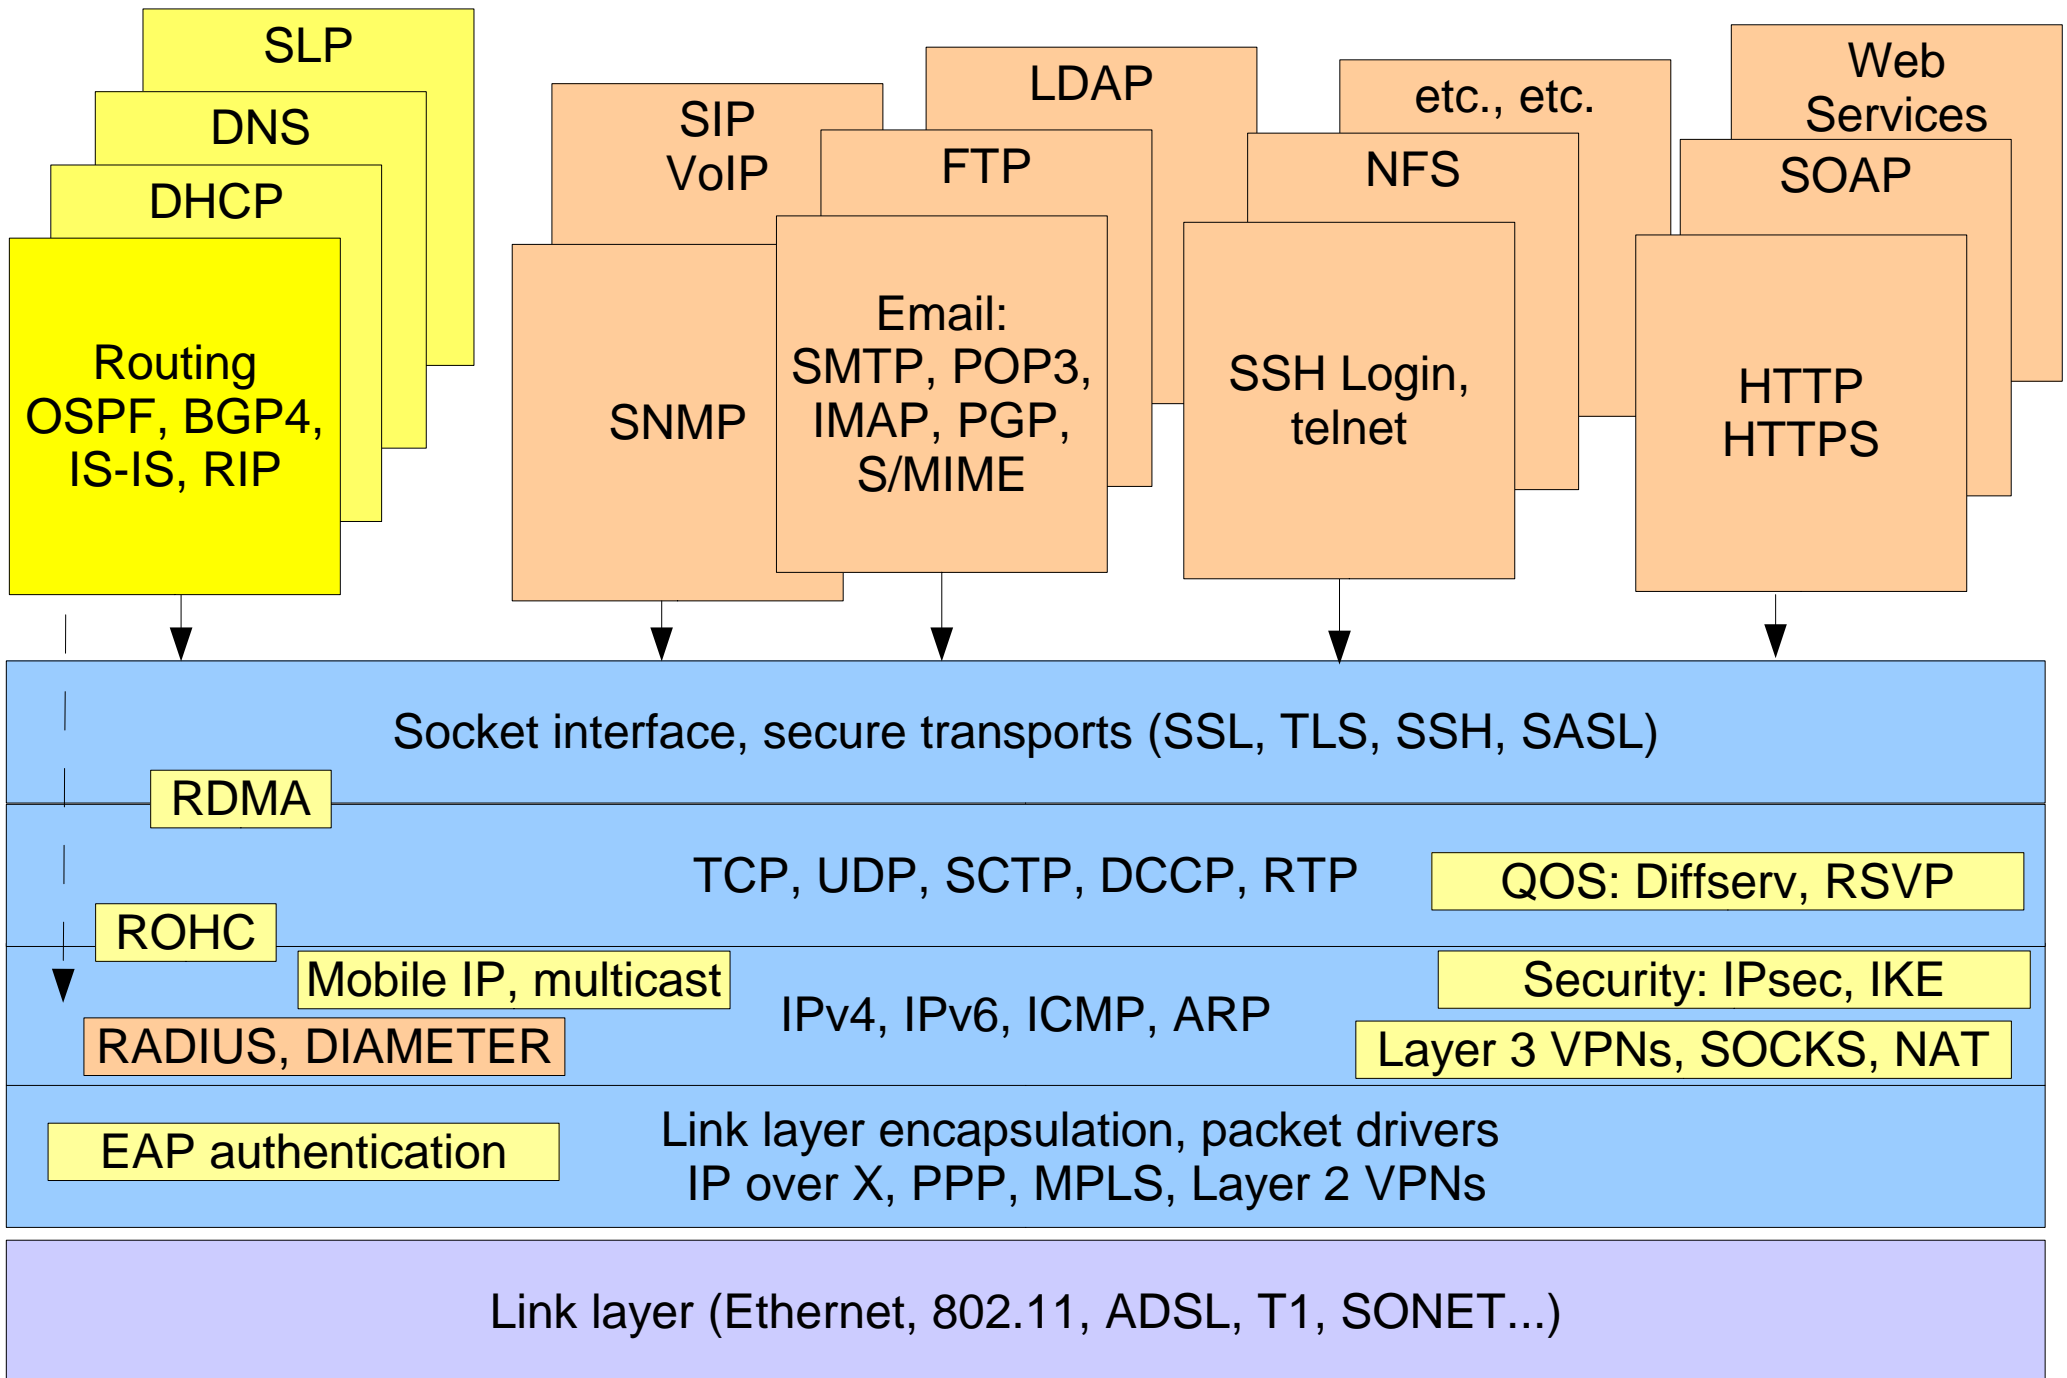 SLP
DNS
DHCP
Routing
OSPF, BGP4,
IS-IS, RIP
SIP
VoIP
SNMP
LDAP
FTP
Email:
SMTP, POP3,
IMAP, PGP,
S/MIME
etc., etc.
NFS
SSH Login,
telnet
Web
Services
SOAP
HTTP
HTTPS
Socket interface, secure transports (SSL, TLS, SSH, SASL)
RDMA
TCP, UDP, SCTP, DCCP, RTP
QOS: Diffserv, RSVP
ROHC
Mobile IP, multicast
IPv4, IPv6, ICMP, ARP
Security: IPsec, IKE
RADIUS, DIAMETER
Layer 3 VPNs, SOCKS, NAT
EAP authentication
Link layer encapsulation, packet drivers
IP over X, PPP, MPLS, Layer 2 VPNs
Link layer (Ethernet, 802.11, ADSL, T1, SONET...)